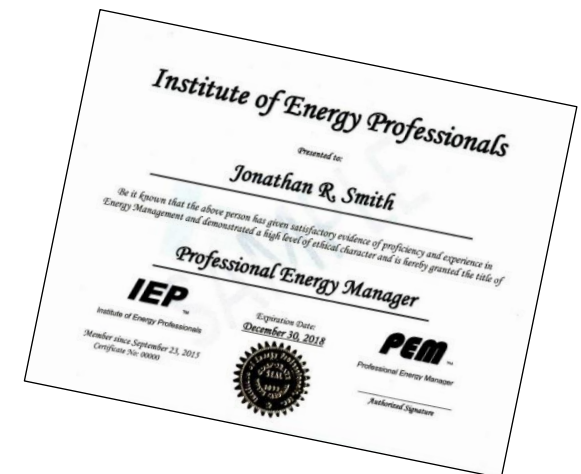 Institute of Energy Professionals
Presented to:
Jonathan R. Smith
Be it known that the above person has given satisfactory evidence of proficiency and experience in
Energy Management and demonstrated a high level of ethical character and is hereby granted the title of
Professional Energy Manager
IEP™
Institute of Energy Professionals
Member since September 23, 2015
Certificate No: 00000
Expiration Date:
December 30, 2018
SEAL
PEM™
Professional Energy Manager
Authorized Signature
SAMPLE